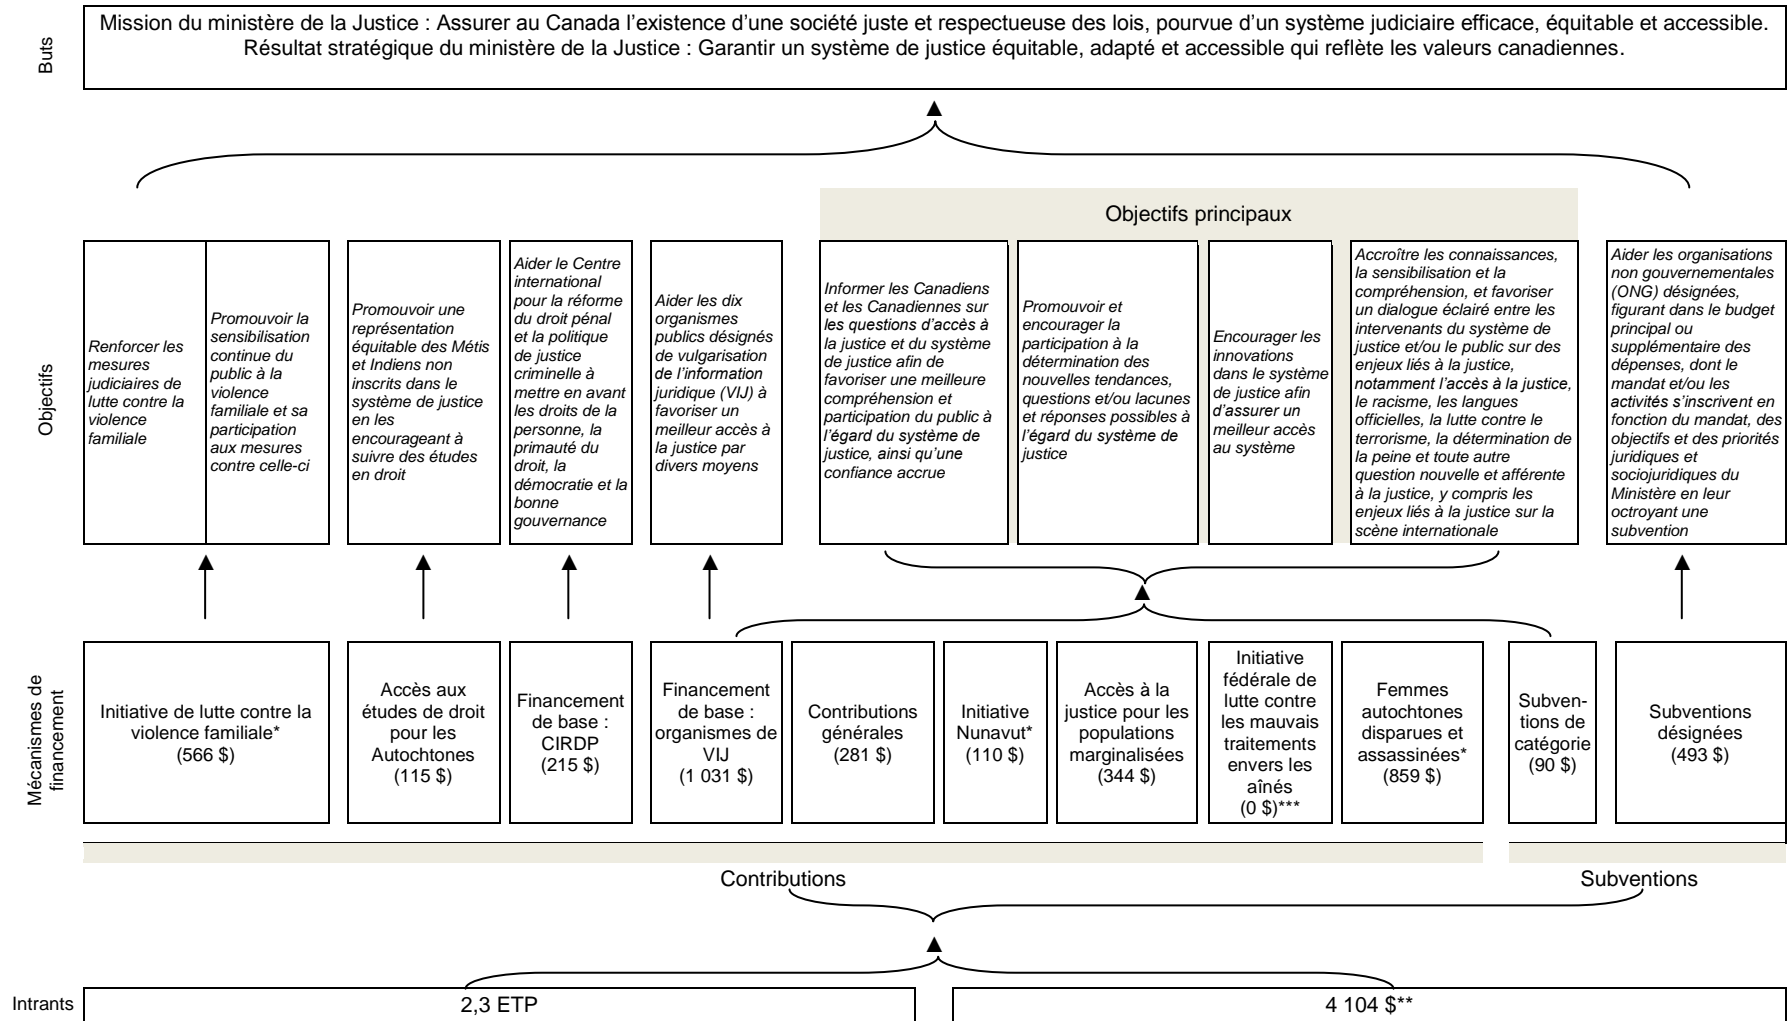 Buts
Mission du ministère de la Justice : Assurer au Canada l’existence d’une société juste et respectueuse des lois, pourvue d’un système judiciaire efficace, équitable et accessible.
Résultat stratégique du ministère de la Justice : Garantir un système de justice équitable, adapté et accessible qui reflète les valeurs canadiennes.
Objectifs principaux
Objectifs
Renforcer les
mesures
judiciaires de
lutte contre la
violence
familiale
Promouvoir la
sensibilisation
continue du
public à la
violence
familiale et sa
participation
aux mesures
contre celle-ci
Promouvoir une
représentation
équitable des Métis
et Indiens non
inscrits dans le
système de justice
en les
encourageant à
suivre des études
en droit
Aider le Centre
international
pour la réforme
du droit pénal
et la politique
de justice
criminelle à
mettre en avant
les droits de la
personne, la
primauté du
droit, la
démocratie et la
bonne
gouvernance
Aider les dix
organismes
publics désignés
de vulgarisation
de l’information
juridique (VIJ) à
favoriser un
meilleur accès à
la justice par
divers moyens
Informer les Canadiens
et les Canadiennes sur
les questions d’accès à
la justice et du système
de justice afin de
favoriser une meilleure
compréhension et
participation du public à
l’égard du système de
justice, ainsi qu’une
confiance accrue
Promouvoir et
encourager la
participation à la
détermination des
nouvelles tendances,
questions et/ou lacunes
et réponses possibles à
l’égard du système de
justice
Encourager les
innovations
dans le système
de justice afin
d’assurer un
meilleur accès
au système
Accroître les connaissances,
la sensibilisation et la
compréhension, et favoriser
un dialogue éclairé entre les
intervenants du système de
justice et/ou le public sur des
enjeux liés à la justice,
notamment l’accès à la justice,
le racisme, les langues
officielles, la lutte contre le
terrorisme, la détermination de
la peine et toute autre
question nouvelle et afférente
à la justice, y compris les
enjeux liés à la justice sur la
scène internationale
Aider les organisations
non gouvernementales
(ONG) désignées,
figurant dans le budget
principal ou
supplémentaire des
dépenses, dont le
mandat et/ou les
activités s’inscrivent en
fonction du mandat, des
objectifs et des priorités
juridiques et
sociojuridiques du
Ministère en leur
octroyant une
subvention
Mécanismes de
financement
Initiative de lutte contre la
violence familiale*
(566 $)
Accès aux
études de droit
pour les
Autochtones
(115 $)
Financement
de base :
CIRDP
(215 $)
Financement
de base :
organismes de
VIJ
(1 031 $)
Contributions
générales
(281 $)
Initiative
Nunavut*
(110 $)
Accès à la
justice pour les
populations
marginalisées
(344 $)
Initiative
fédérale de
lutte contre
les mauvais
traitements
envers les
aînés
(0 $)***
Femmes
autochtones
disparues et
assassinées*
(859 $)
Subven-
tions de
catégorie
(90 $)
Subventions
désignées
(493 $)
Contributions
Subventions
Intrants
2,3 ETP
4 104 $**